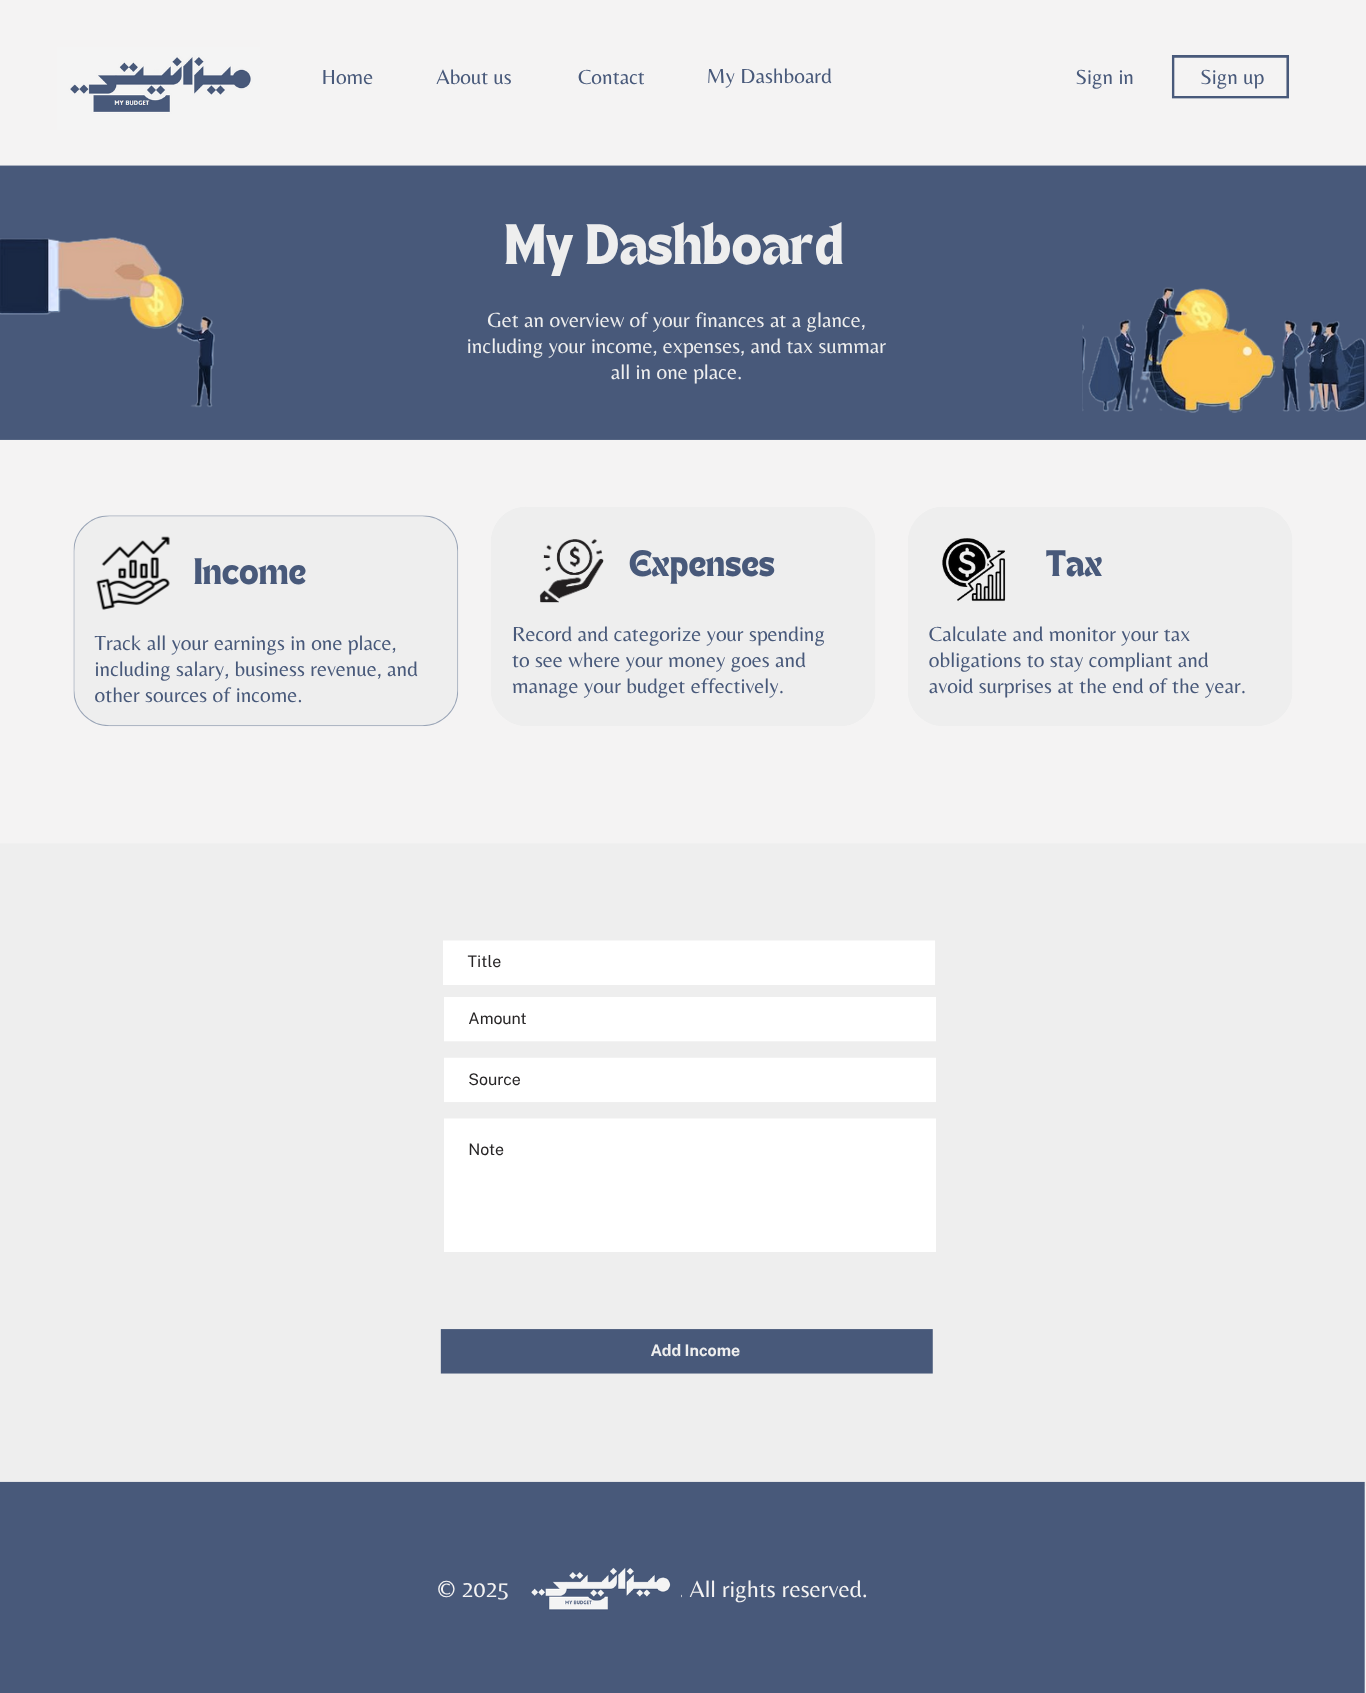 ميزانيتي
MY BUDGET
Home
About us
Contact
My Dashboard
Sign in
Sign up
My Dashboard
Get an overview of your finances at a glance,
including your income, expenses, and tax summar
all in one place.
Income
Track all your earnings in one place,
including salary, business revenue, and
other sources of income.
Expenses
Record and categorize your spending
to see where your money goes and
manage your budget effectively.
Tax
Calculate and monitor your tax
obligations to stay compliant and
avoid surprises at the end of the year.
Title
Amount
Source
Note
Add Income
© 2025 ميزانيتي . All rights reserved.
MY BUDGET